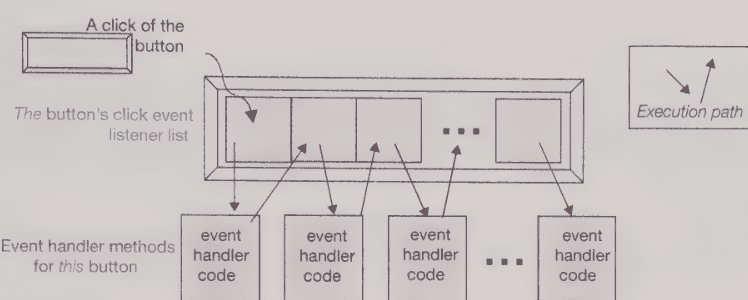 A click of the
button
The button's click event
listener list
Execution path
Event handler methods
for this button
event
handler
code
event
handler
code
event
handler
code
event
handler
code